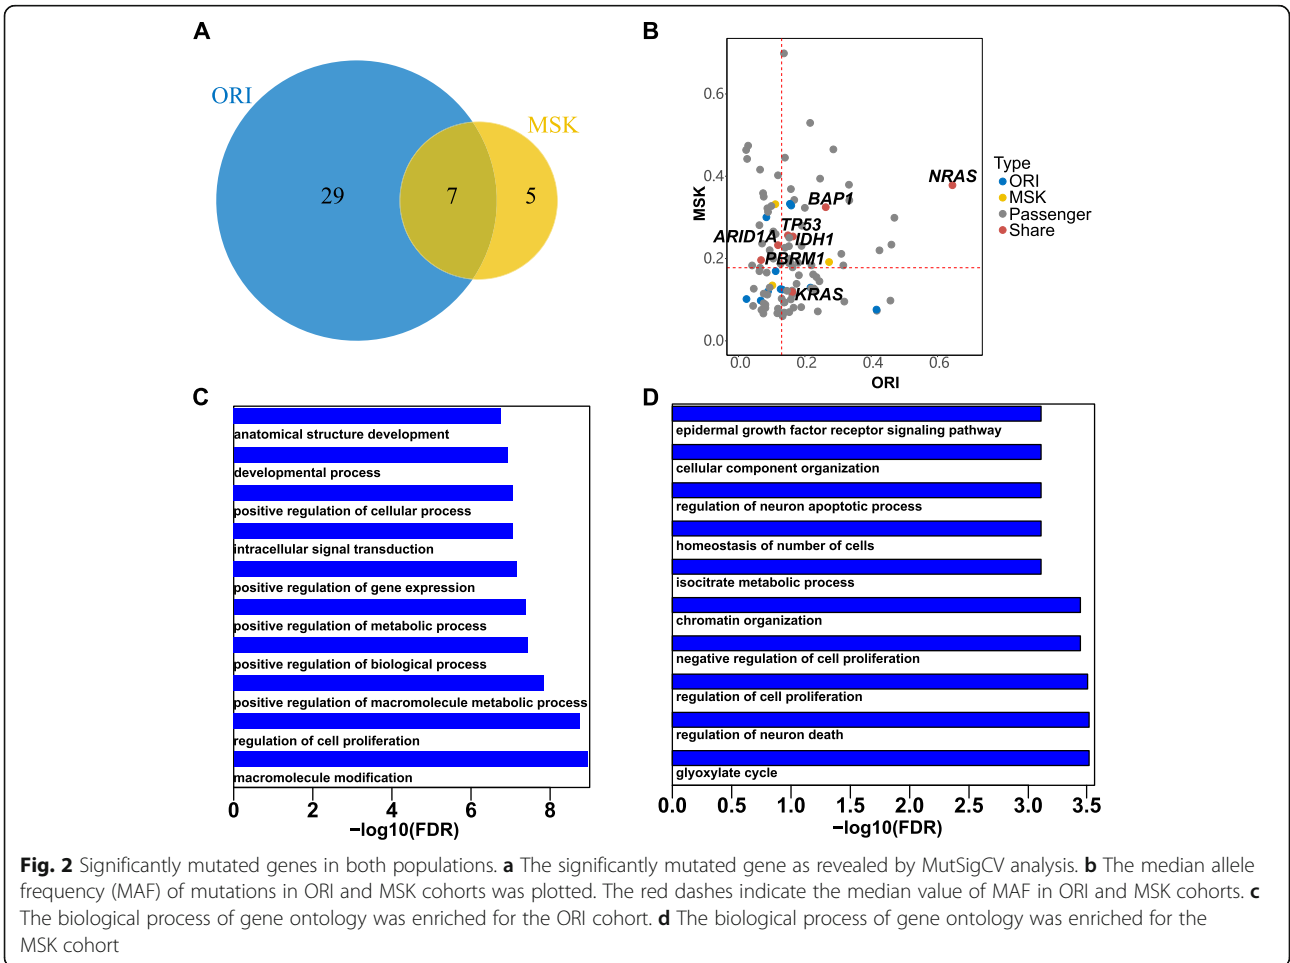 A
ORI
MSK
29
7
5
B
MSK
0.6
0.4
0.2
0.0
NRAS
BAP1
TP53
ARID1A
IDH1
PBRM1
KRAS
0.0 0.2 0.4 0.6
ORI
Type
ORI
MSK
Passenger
Share
C
anatomical structure development
developmental process
positive regulation of cellular process
intracellular signal transduction
positive regulation of gene expression
positive regulation of metabolic process
positive regulation of biological process
positive regulation of macromolecule metabolic process
regulation of cell proliferation
macromolecule modification
0 2 4 6 8
−log10(FDR)
D
epidermal growth factor receptor signaling pathway
cellular component organization
regulation of neuron apoptotic process
homeostasis of number of cells
isocitrate metabolic process
chromatin organization
negative regulation of cell proliferation
regulation of cell proliferation
regulation of neuron death
glyoxylate cycle
0.0 0.5 1.0 1.5 2.0 2.5 3.0 3.5
−log10(FDR)
Fig. 2 Significantly mutated genes in both populations. a The significantly mutated gene as revealed by MutSigCV analysis. b The median allele
frequency (MAF) of mutations in ORI and MSK cohorts was plotted. The red dashes indicate the median value of MAF in ORI and MSK cohorts. c
The biological process of gene ontology was enriched for the ORI cohort. d The biological process of gene ontology was enriched for the
MSK cohort